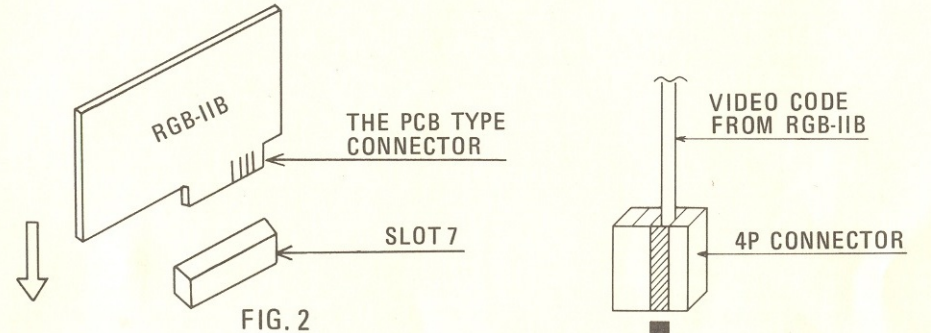 RGB-IIB
THE PCB TYPE
CONNECTOR
SLOT 7
FIG. 2
VIDEO CODE
FROM RGB-IIB
4P CONNECTOR